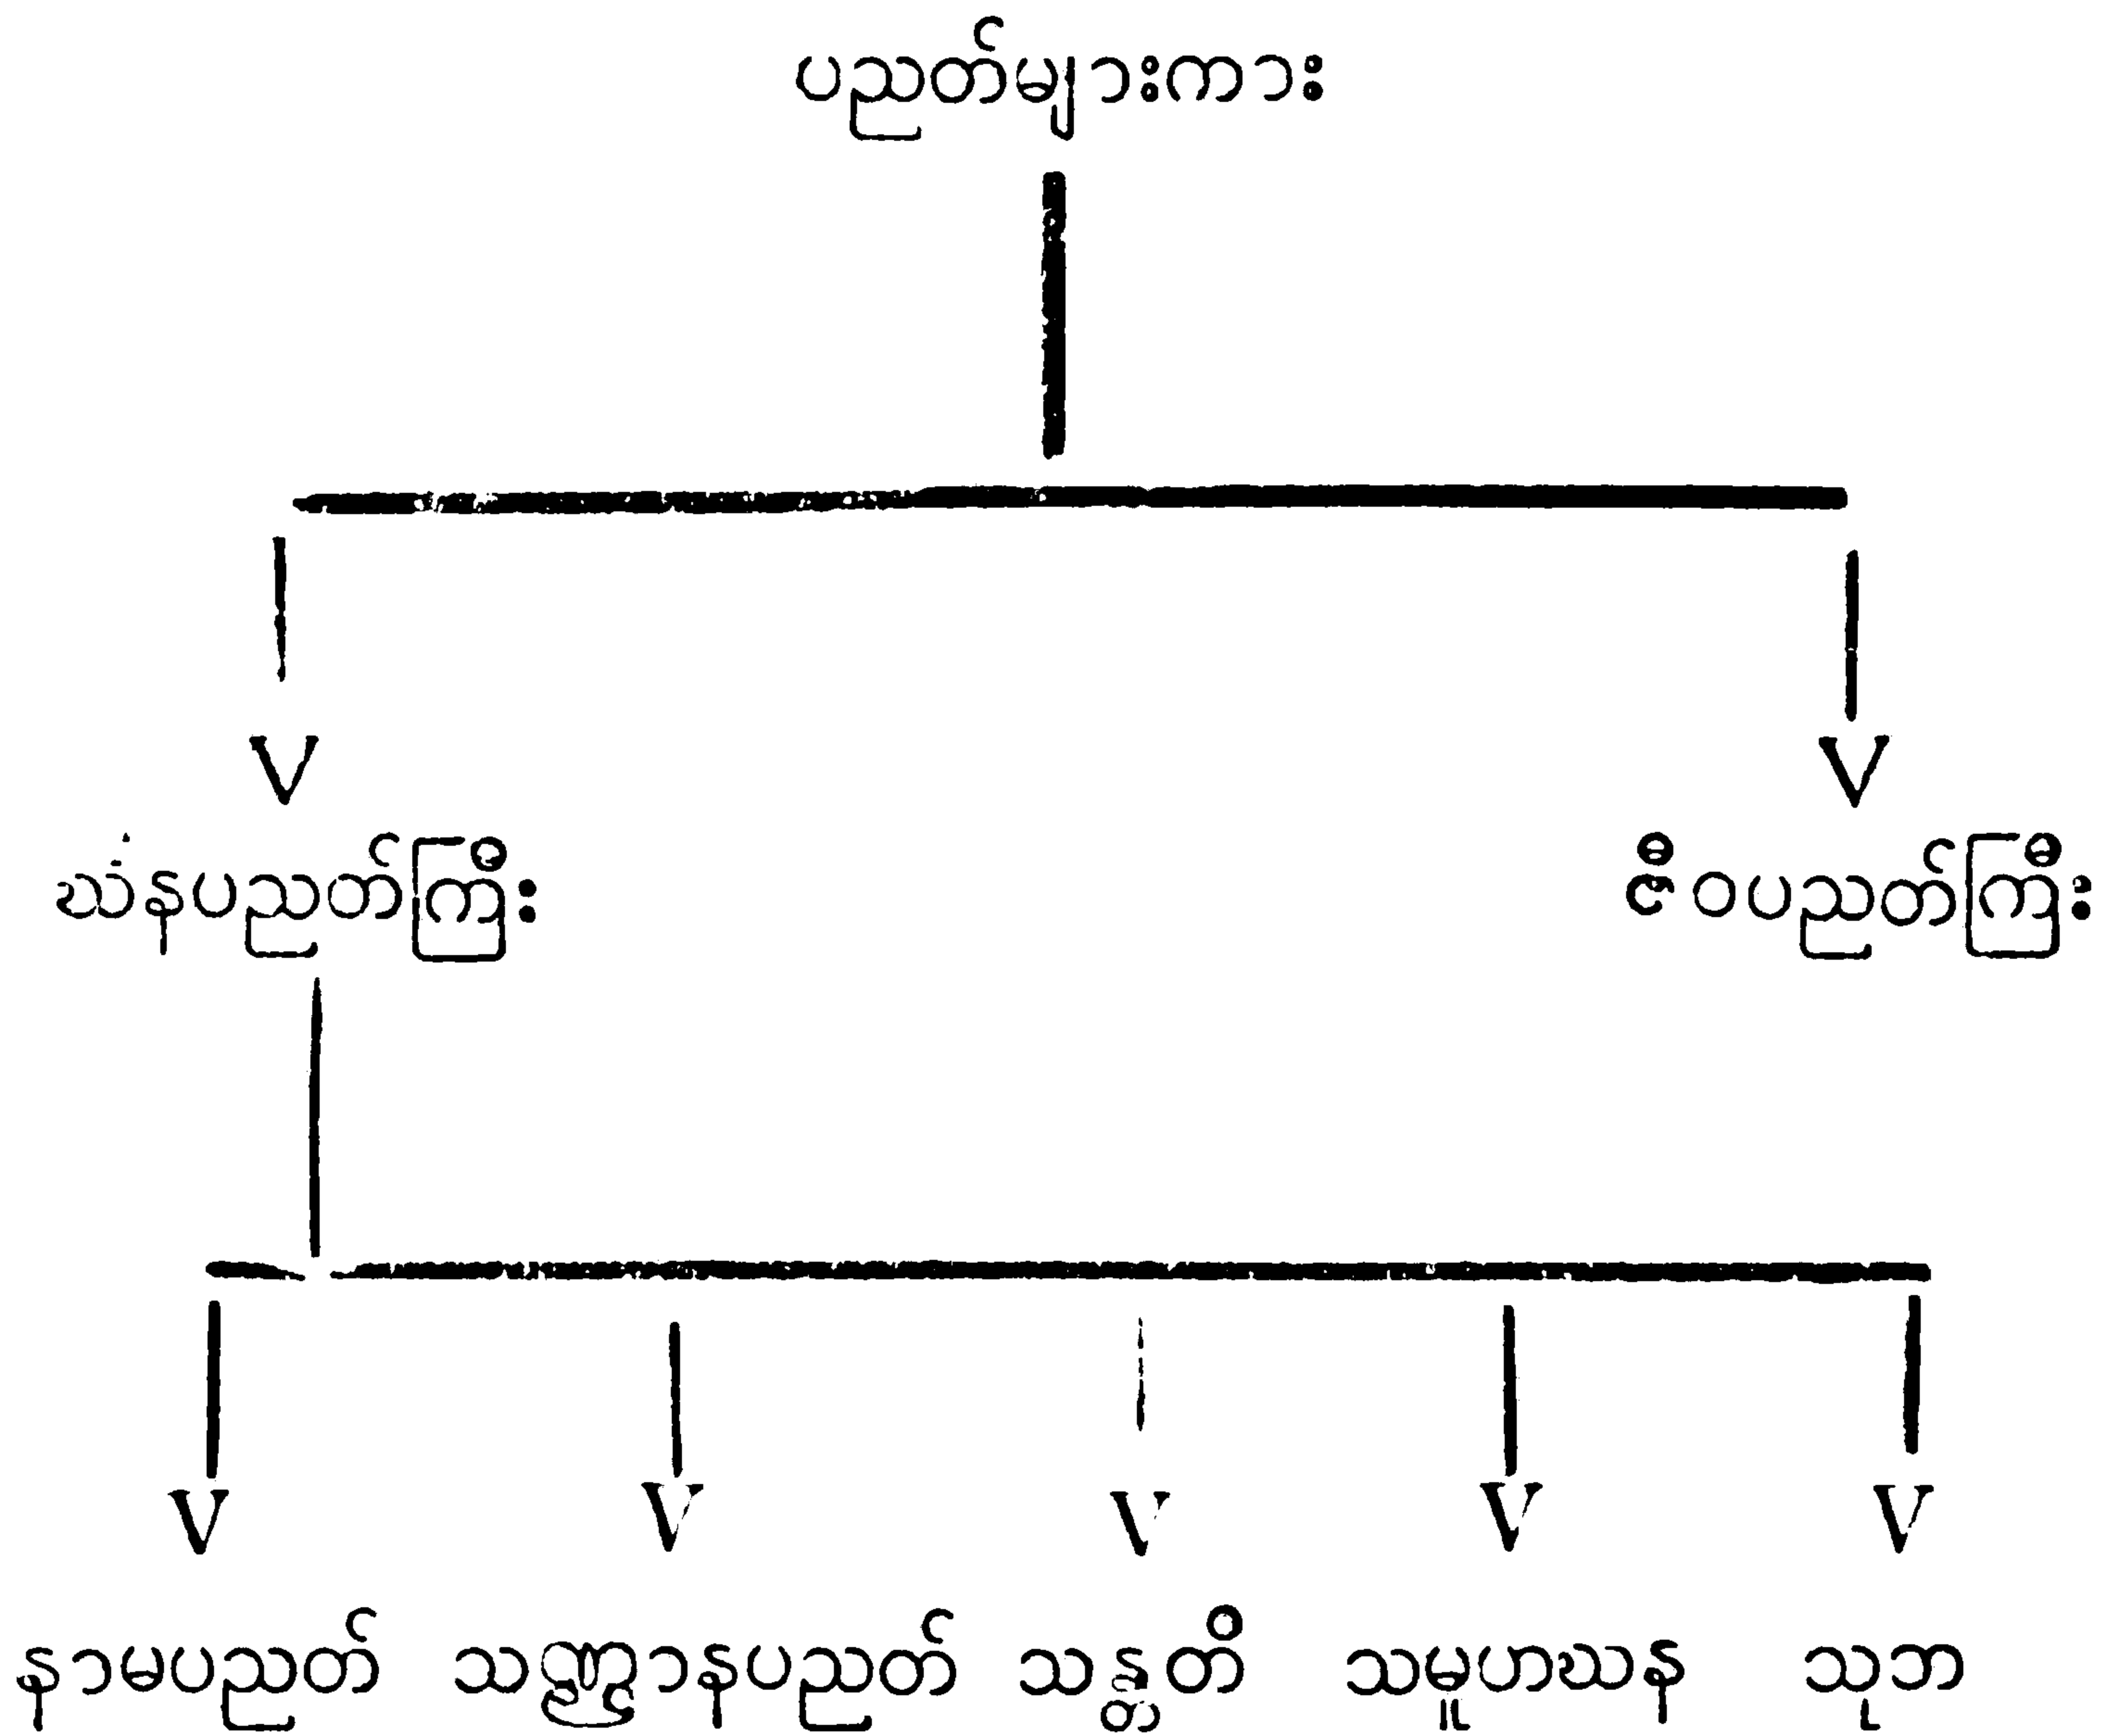 ပညတ်များကား
ဃနပညတ်ကြီး ဇီဝပညတ်ကြီး
နာမပညတ် သဏ္ဌာနပညတ် သန္တတိ သမူဟဃန သုဘ